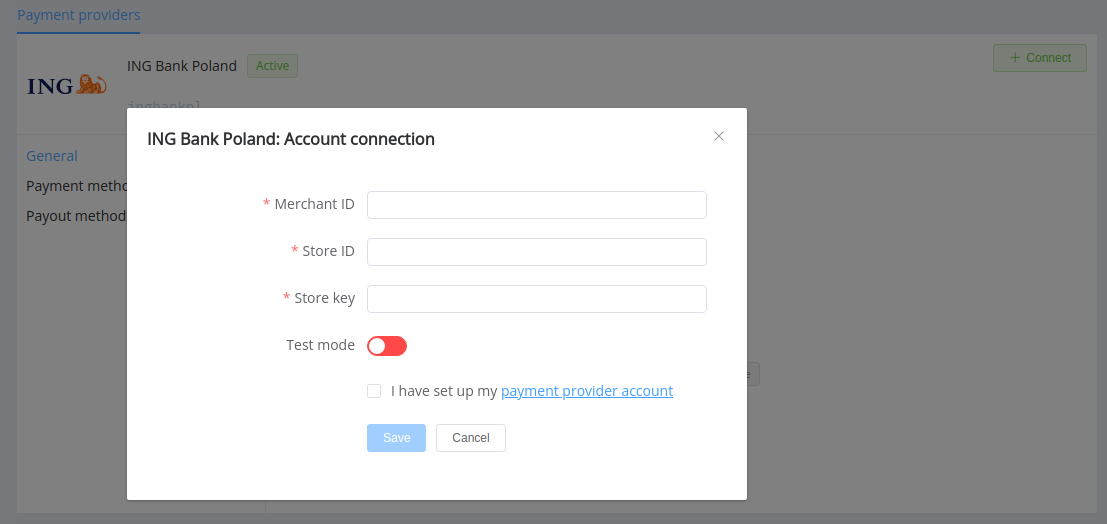 Payment providers
ING
ING Bank Poland
Active
Connect
ingbankpl
ING Bank Poland: Account connection
General
Payment metho
Payout method
* Merchant ID
* Store ID
* Store key
Test mode
I have set up my payment provider account
Save
Cancel